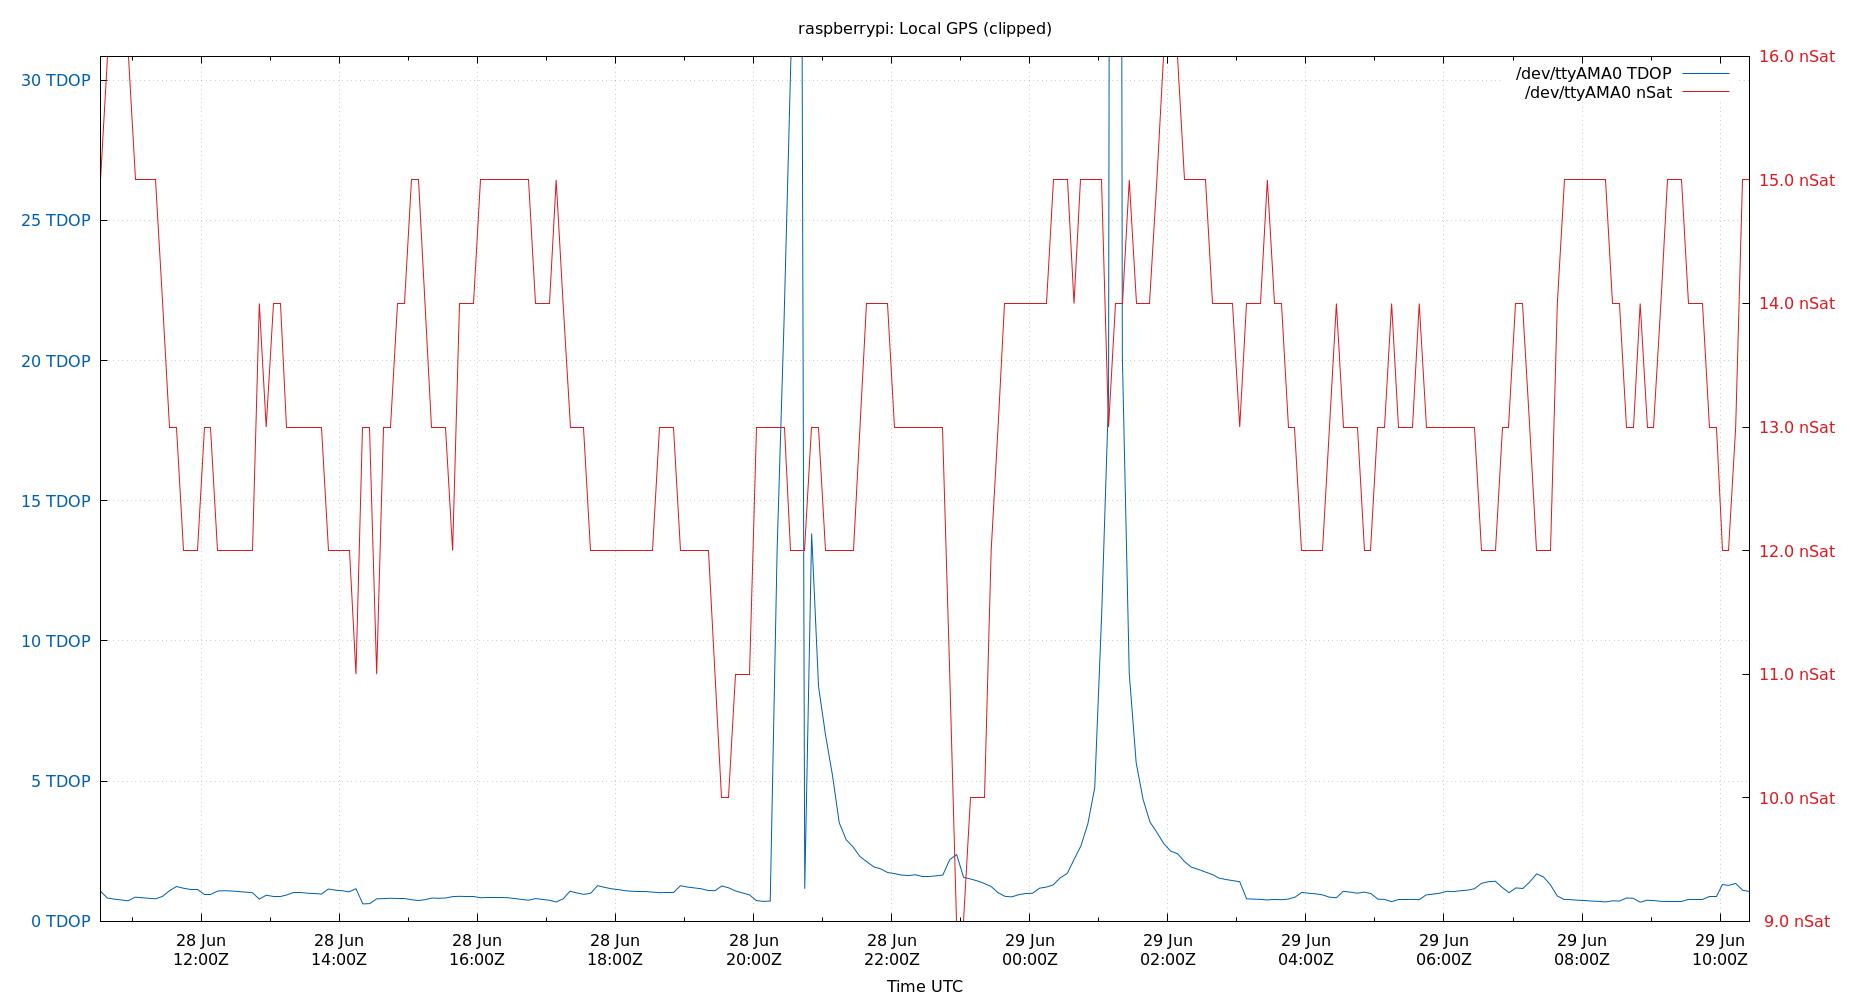 raspberrypi: Local GPS (clipped)
30 TDOP
25 TDOP
20 TDOP
15 TDOP
10 TDOP
5 TDOP
0 TDOP
16.0 nSat
15.0 nSat
14.0 nSat
13.0 nSat
12.0 nSat
11.0 nSat
10.0 nSat
9.0 nSat
/dev/ttyAMA0 TDOP
/dev/ttyAMA0 nSat
28 Jun
12:00Z
28 Jun
14:00Z
28 Jun
16:00Z
28 Jun
18:00Z
28 Jun
20:00Z
28 Jun
22:00Z
29 Jun
00:00Z
29 Jun
02:00Z
29 Jun
04:00Z
29 Jun
06:00Z
29 Jun
08:00Z
29 Jun
10:00Z
Time UTC